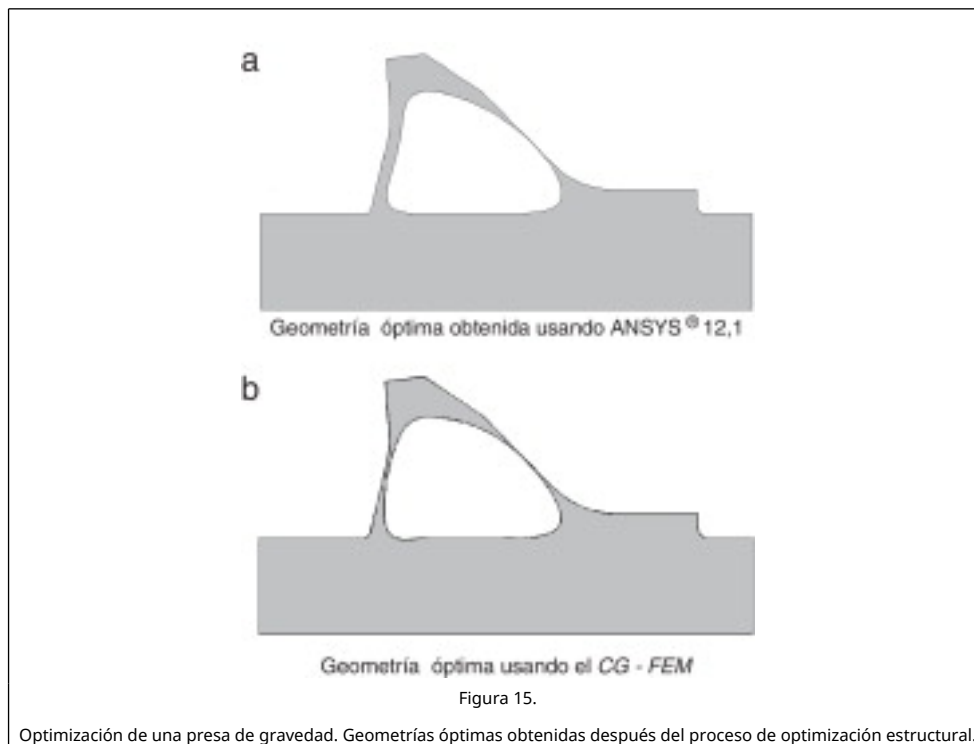 a
Geometría óptima obtenida usando ANSYS ® 12,1
b
Geometría óptima usando el CG - FEM
Figura 15.
Optimización de una presa de gravedad. Geometrías óptimas obtenidas después del proceso de optimización estructural.